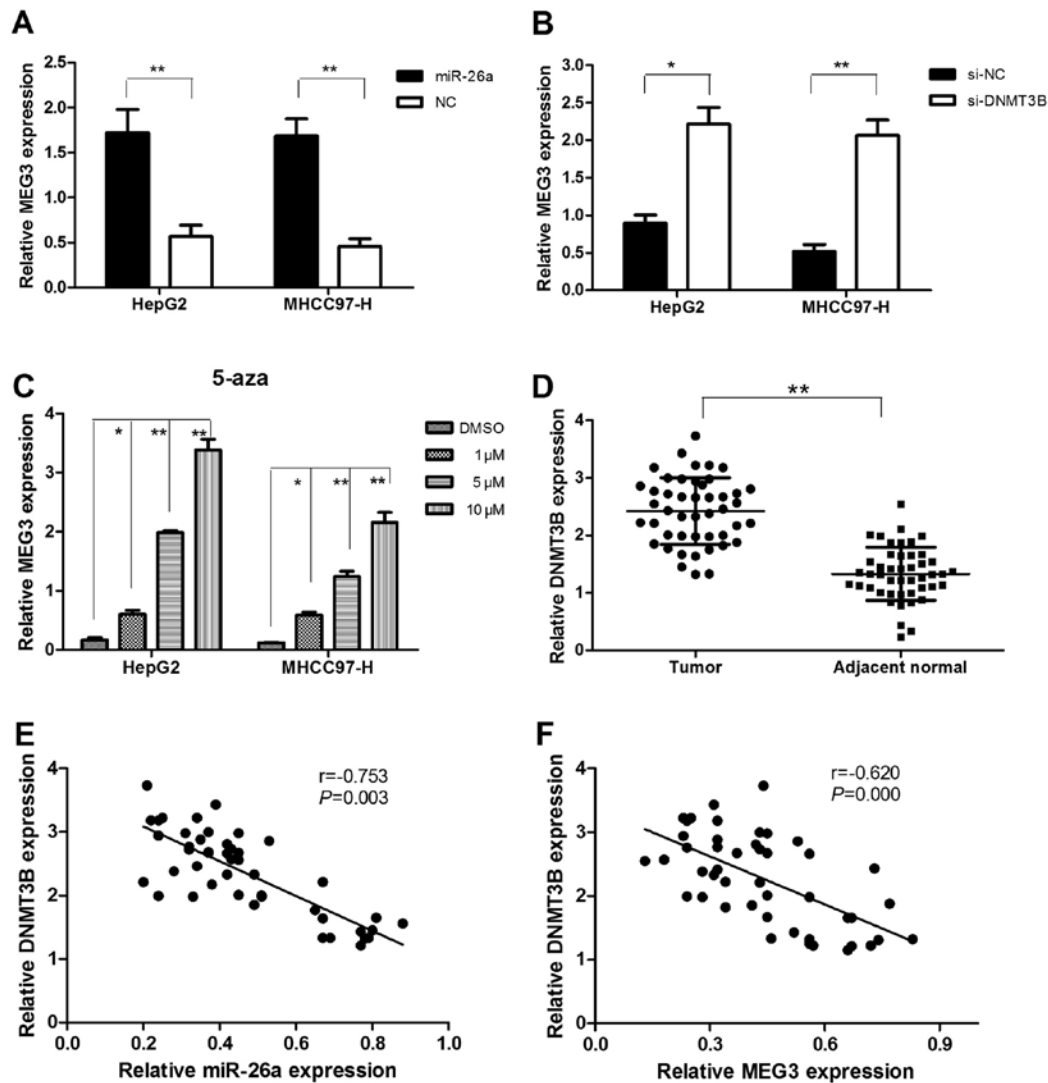 A
Relative MEG3 expression
2.5
2.0
1.5
1.0
0.5
0.0
**
**
miR-26a
NC
HepG2
MHCC97-H
B
Relative MEG3 expression
3.0
2.5
2.0
1.5
1.0
0.5
0.0
*
**
si-NC
si-DNMT3B
HepG2
MHCC97-H
C
5-aza
Relative MEG3 expression
4
3
2
1
0
*
**
**
*
**
**
DMSO
1 µM
5 µM
10 µM
HepG2
MHCC97-H
D
Relative DNMT3B expression
4
3
2
1
0
**
Tumor
Adjacent normal
E
Relative DNMT3B expression
4
3
2
1
0
r=-0.753
P=0.003
0.0 0.2 0.4 0.6 0.8 1.0
Relative miR-26a expression
F
Relative DNMT3B expression
4
3
2
1
0
r=-0.620
P=0.000
0.0 0.3 0.6 0.9
Relative MEG3 expression